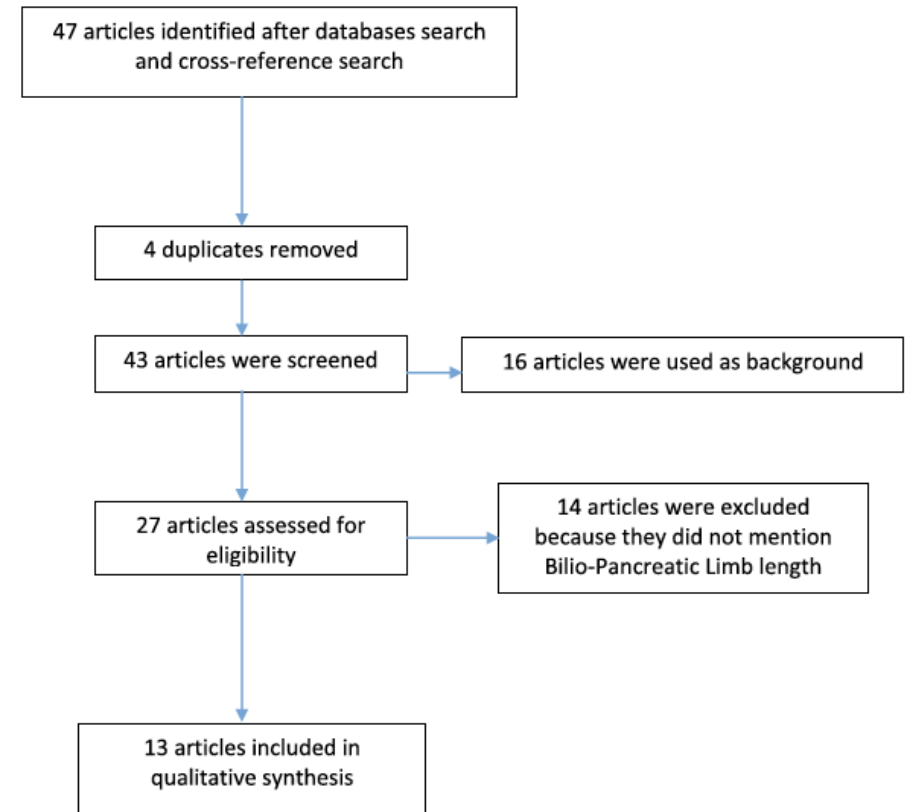 47 articles identified after databases search
and cross-reference search
4 duplicates removed
43 articles were screened
16 articles were used as background
27 articles assessed for
eligibility
14 articles were excluded
because they did not mention
Bilio-Pancreatic Limb length
13 articles included in
qualitative synthesis